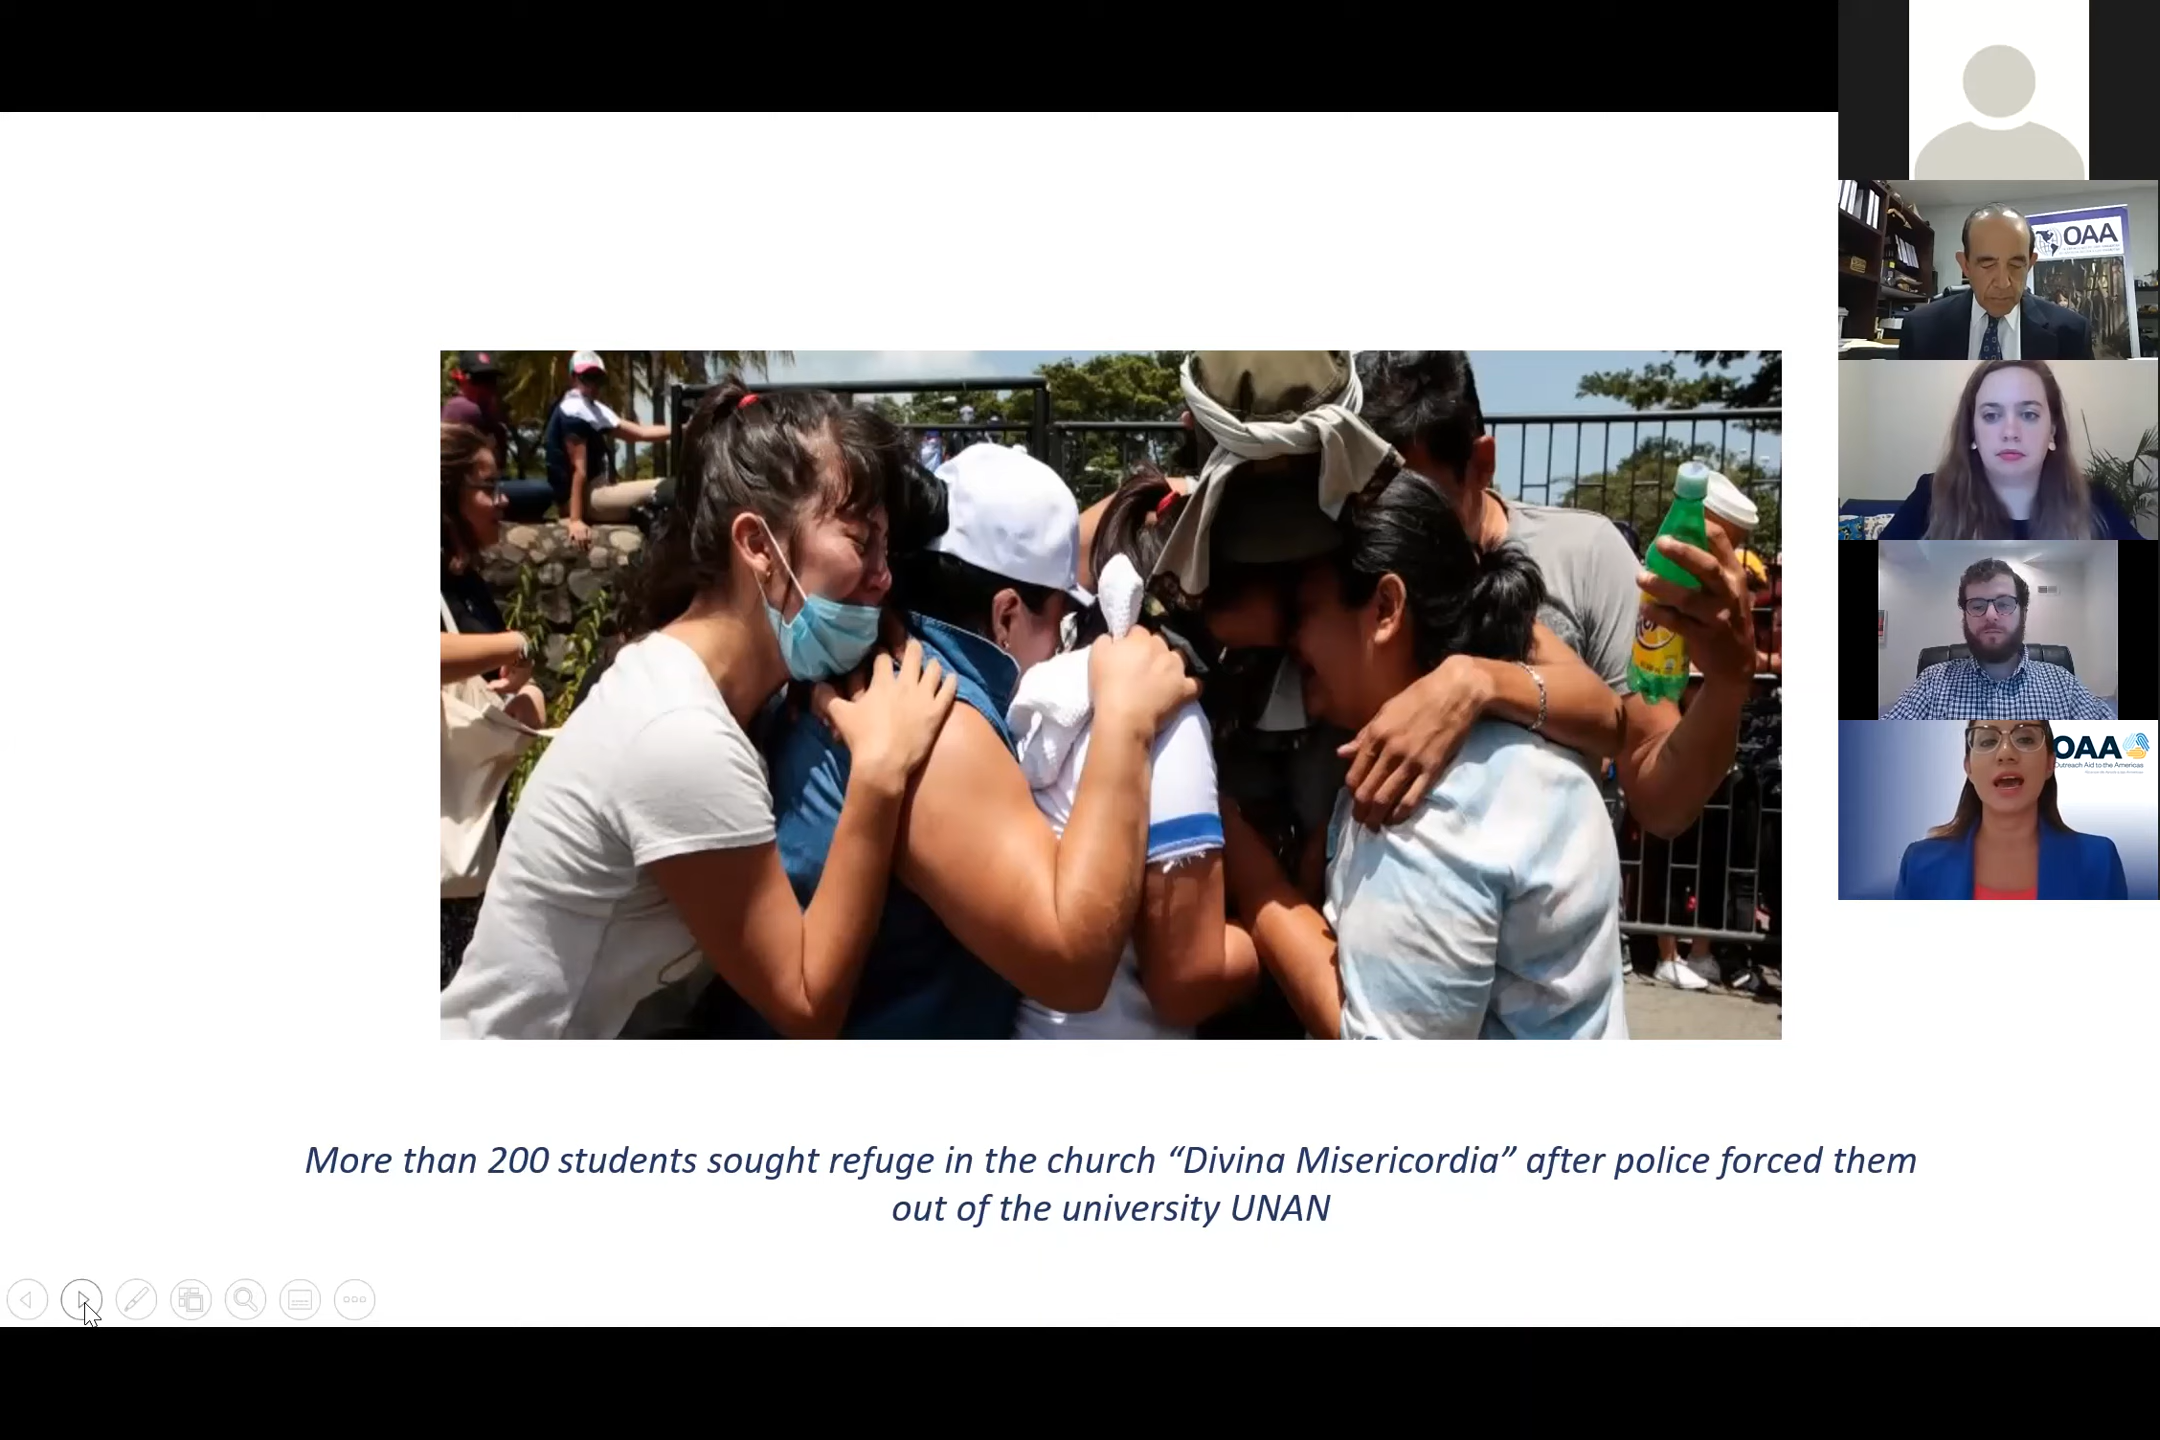 OAA
More than 200 students sought refuge in the church “Divina Misericordia” after police forced them
out of the university UNAN
OAA
Outreach Aid to the Americas